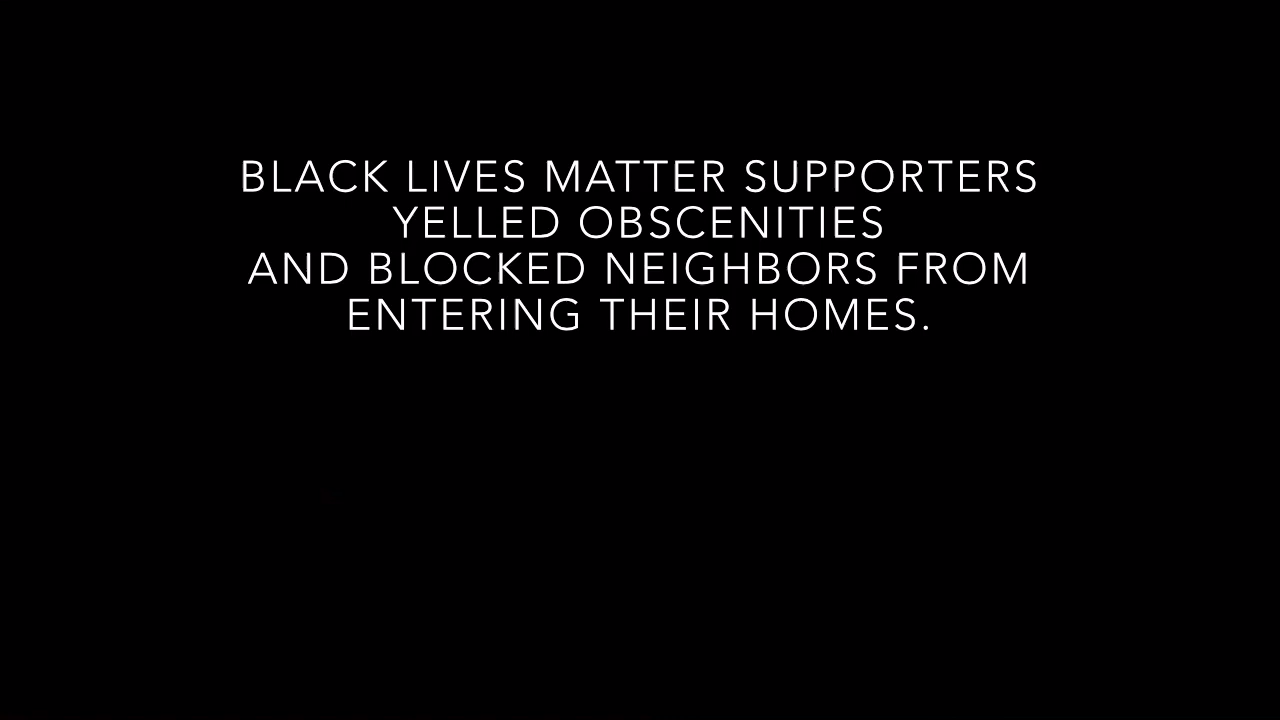 BLACK LIVES MATTER SUPPORTERS
YELLED OBSCENITIES
AND BLOCKED NEIGHBORS FROM
ENTERING THEIR HOMES.